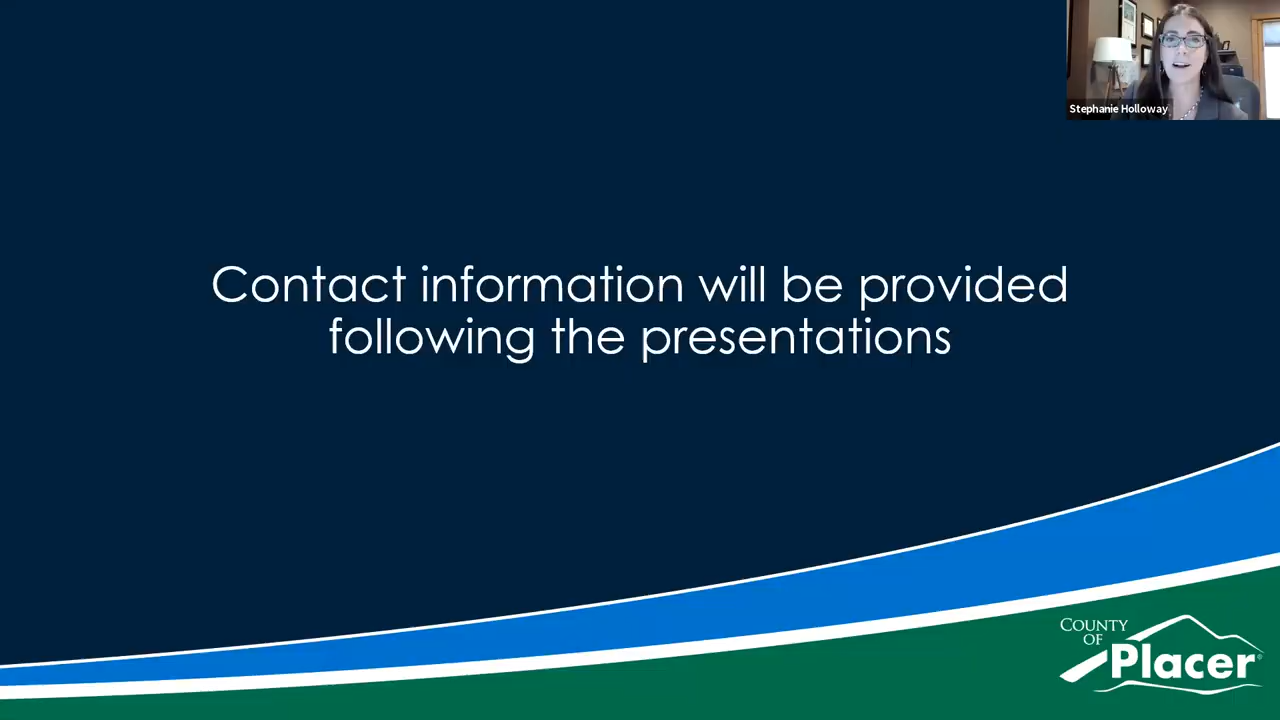 Stephanie Holloway
Contact information will be provided
following the presentations
COUNTY
OF
Placer